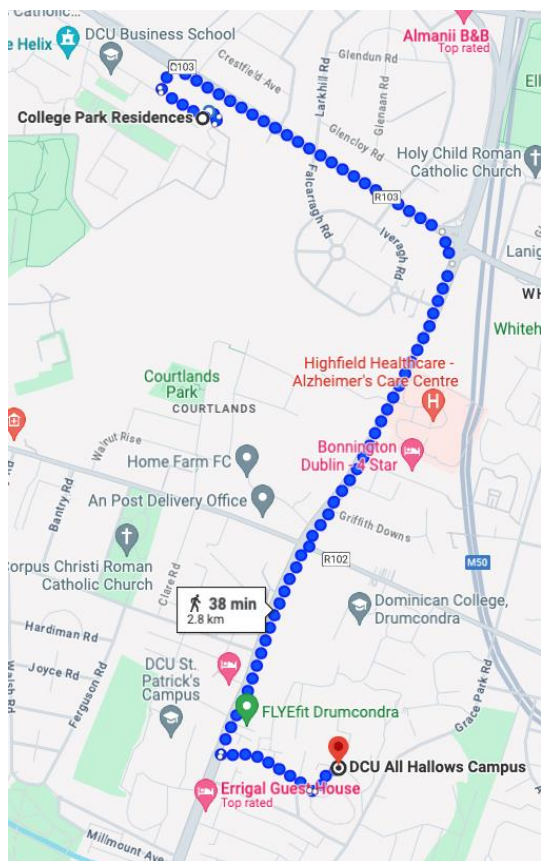 Catholic...
Almanii B&B
Top rated
DCU Business School
e Helix
R103
Crestfield Ave
Glendun Rd
Larkhill Rd
Glenaan Rd
Ell
College Park Residences
Glencloy Rd
Holy Child Roman
Catholic Church
Falcarragh Rd
R103
Iveragh Rd
Lanig
WH
Whiteh
Highfield Healthcare -
Alzheimer's Care Centre
Courtlands
Park
COURTLANDS
Bonnington
Dublin - 4 Star
Walnut Rise
Home Farm FC
Bantry Rd
An Post Delivery Office
Griffith Downs
R102
M50
Corpus Christi Roman
Catholic Church
Clare Rd
38 min
2.8 km
Dominican College,
Drumcondra
Hardiman Rd
Joyce Rd
Walsh Rd
Ferguson Rd
DCU St.
Patrick's
Campus
Grace Park Rd
FLYEfit Drumcondra
DCU All Hallows Campus
Errigal Guest House
Top rated
Millmount Ave